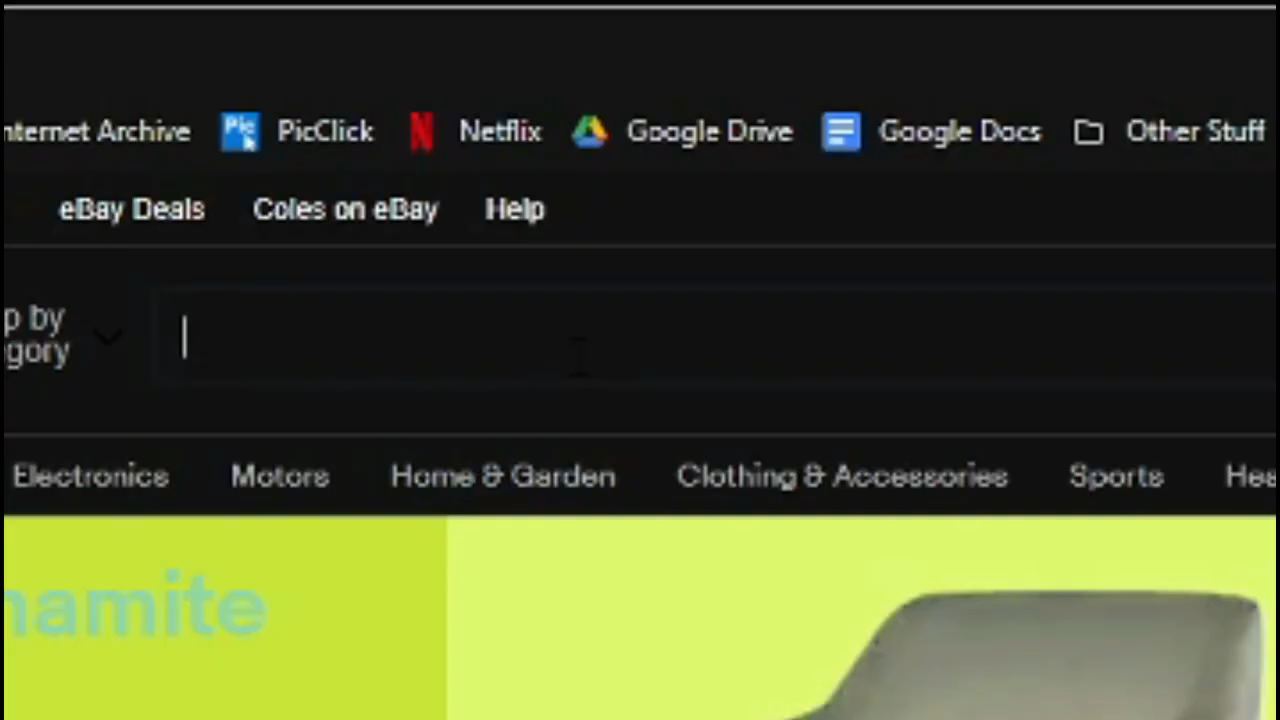 nternet Archive Pic PicClick N Netflix Google Drive Google Docs Other Stuff
eBay Deals Coles on eBay Help
p by
gory
Electronics Motors Home & Garden Clothing & Accessories Sports Hea
namite